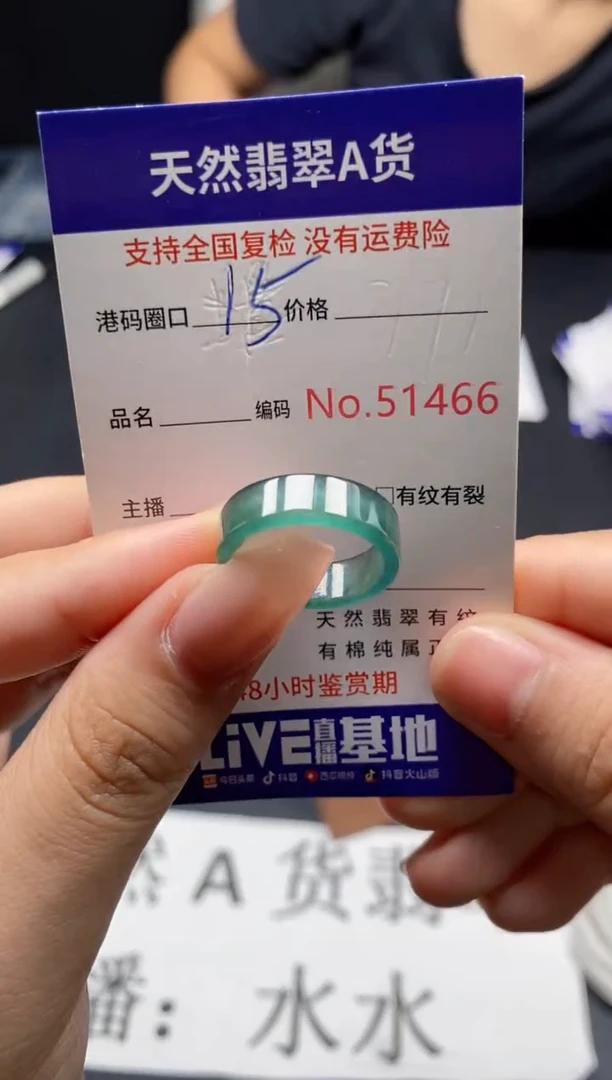 天然翡翠A货
支持全国复检 没有运费险
港码圈口 15 价格
品名 编码 No.51466
主播 □有纹有裂
天然翡翠有纹
有棉纯属正
48小时鉴赏期
LiVE直播基地
今日头条 抖音 西瓜视频 抖音火山版
然A货翡
播：水水